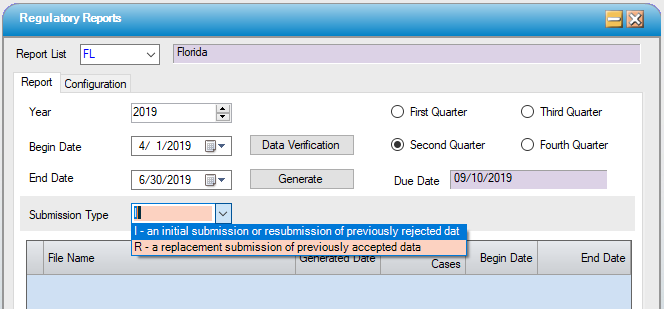 Regulatory Reports
Report List FL Florida
Report Configuration
Year 2019 First Quarter Third Quarter
Begin Date 4/ 1/2019 Data Verification Second Quarter Fourth Quarter
End Date 6/30/2019 Generate Due Date 09/10/2019
Submission Type I
I - an initial submission or resubmission of previously rejected dat
R - a replacement submission of previously accepted data
File Name Generated Date Cases Begin Date End Date